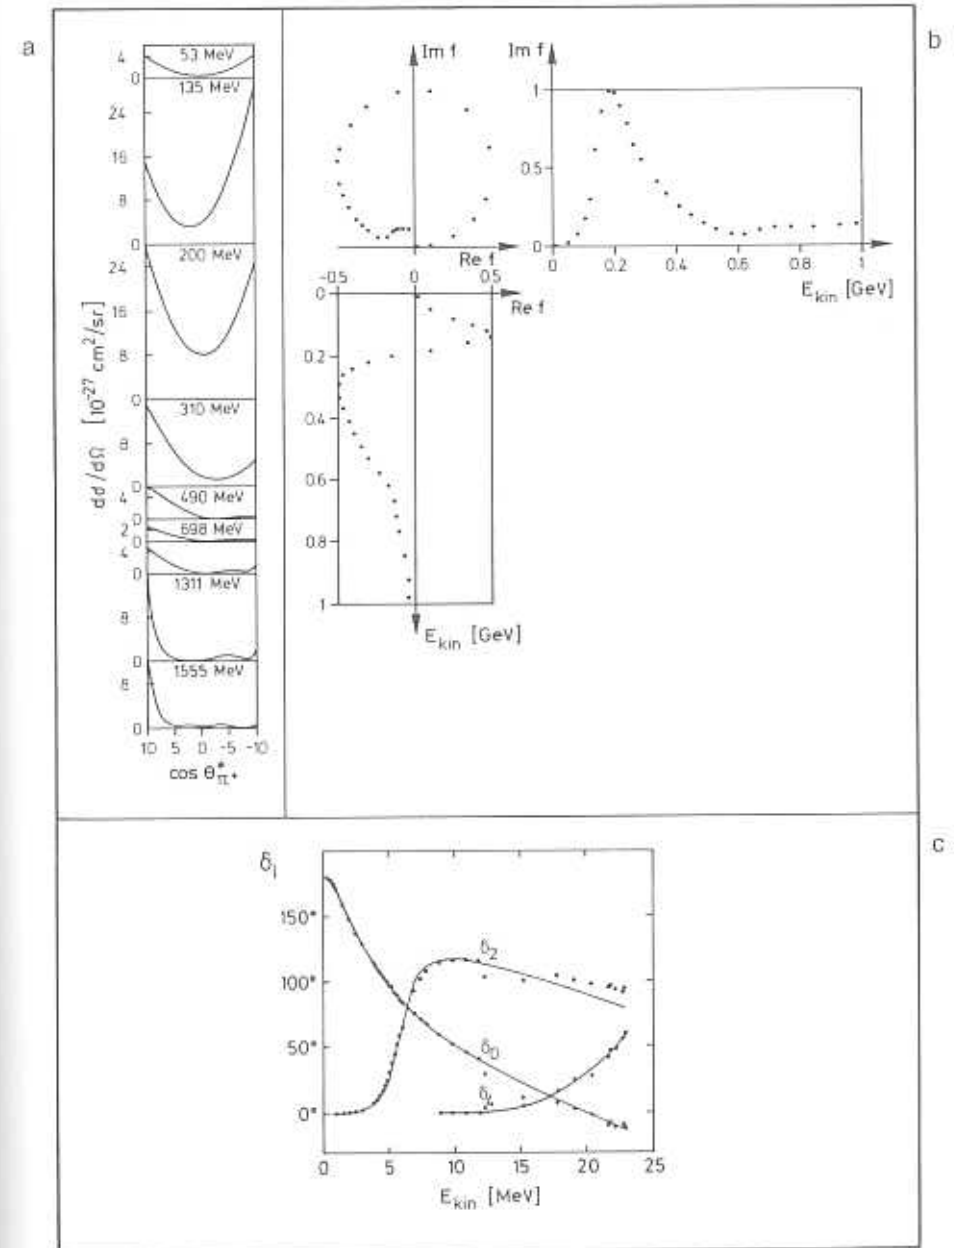 a
4
53 MeV
0
135 MeV
24
16
8
0
200 MeV
24
16
8
0
310 MeV
8
0
490 MeV
4
0
698 MeV
2
0
4
0
1311 MeV
8
0
1555 MeV
8
0
10 5 0 -5 -10
cos θ*π+
dd/dΩ [10-27 cm2/sr]
b
Im f
Re f
Im f
1
0.5
0
0 0.2 0.4 0.6 0.8 1
Ekin [GeV]
-0.5 0 0.5
Re f
0
0.2
0.4
0.6
0.8
1
Ekin [GeV]
c
δl
150°
100°
50°
0°
δ2
δ0
0 5 10 15 20 25
Ekin [MeV]